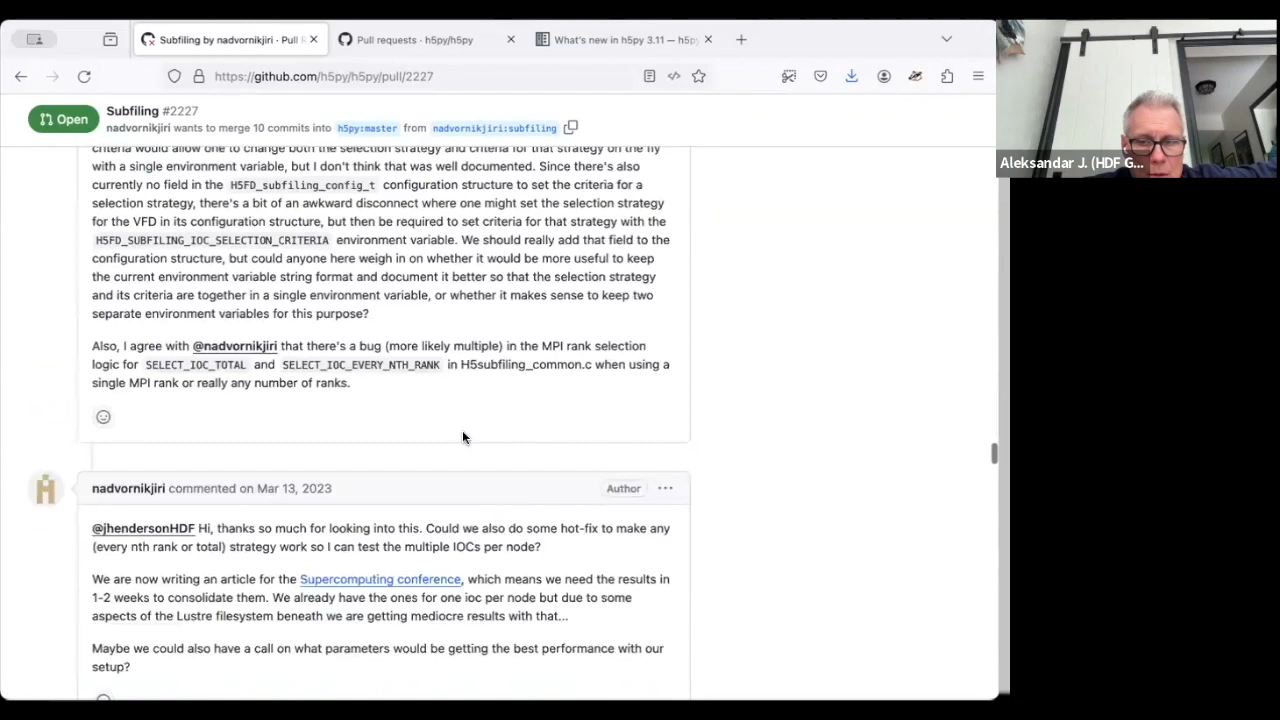 Subfiling by nadvornikjiri · Pull R
Pull requests · h5py/h5py
What's new in h5py 3.11 — h5p
https://github.com/h5py/h5py/pull/2227
Open
Subfiling #2227
nadvornikjiri wants to merge 10 commits into h5py:master from nadvornikjiri:subfiling
criteria would allow one to change both the selection strategy and criteria for that strategy on the fly
with a single environment variable, but I don't think that was well documented. Since there's also
currently no field in the H5FD_subfiling_config_t configuration structure to set the criteria for a
selection strategy, there's a bit of an awkward disconnect where one might set the selection strategy
for the VFD in its configuration structure, but then be required to set criteria for that strategy with the
H5FD_SUBFILING_IOC_SELECTION_CRITERIA environment variable. We should really add that field to the
configuration structure, but could anyone here weigh in on whether it would be more useful to keep
the current environment variable string format and document it better so that the selection strategy
and its criteria are together in a single environment variable, or whether it makes sense to keep two
separate environment variables for this purpose?
Also, I agree with @nadvornikjiri that there's a bug (more likely multiple) in the MPI rank selection
logic for SELECT_IOC_TOTAL and SELECT_IOC_EVERY_NTH_RANK in H5subfiling_common.c when using a
single MPI rank or really any number of ranks.
nadvornikjiri commented on Mar 13, 2023
Author
@jhendersonHDF Hi, thanks so much for looking into this. Could we also do some hot-fix to make any
(every nth rank or total) strategy work so I can test the multiple IOCs per node?
We are now writing an article for the Supercomputing conference, which means we need the results in
1-2 weeks to consolidate them. We already have the ones for one ioc per node but due to some
aspects of the Lustre filesystem beneath we are getting mediocre results with that...
Maybe we could also have a call on what parameters would be getting the best performance with our
setup?
Aleksandar J. (HDF G...